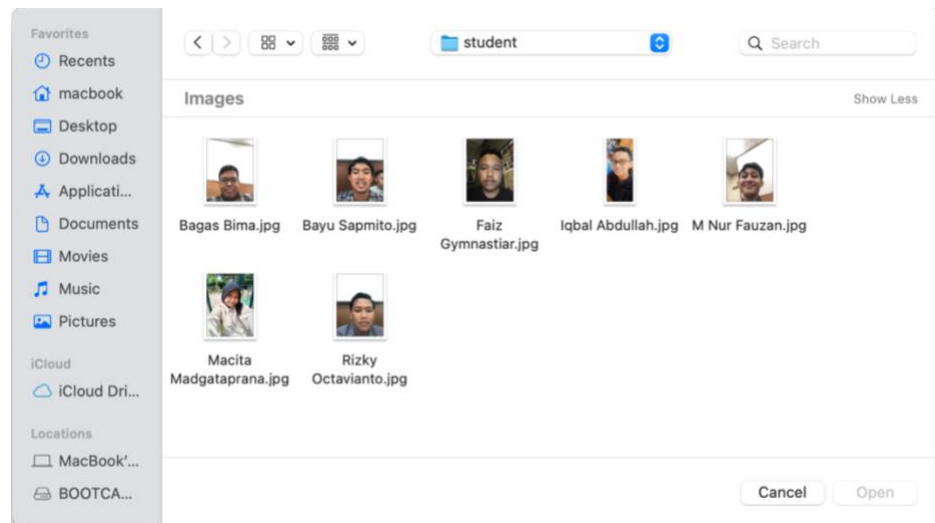 Favorites
Recents
macbook
Desktop
Downloads
Applicati...
Documents
Movies
Music
Pictures
iCloud
iCloud Dri...
Locations
MacBook'...
BOOTCA...
student
Search
Images
Show Less
Bagas Bima.jpg
Bayu Sapmito.jpg
Faiz
Gymnastiar.jpg
Iqbal Abdullah.jpg
M Nur Fauzan.jpg
Macita
Madgataprana.jpg
Rizky
Octavianto.jpg
Cancel
Open